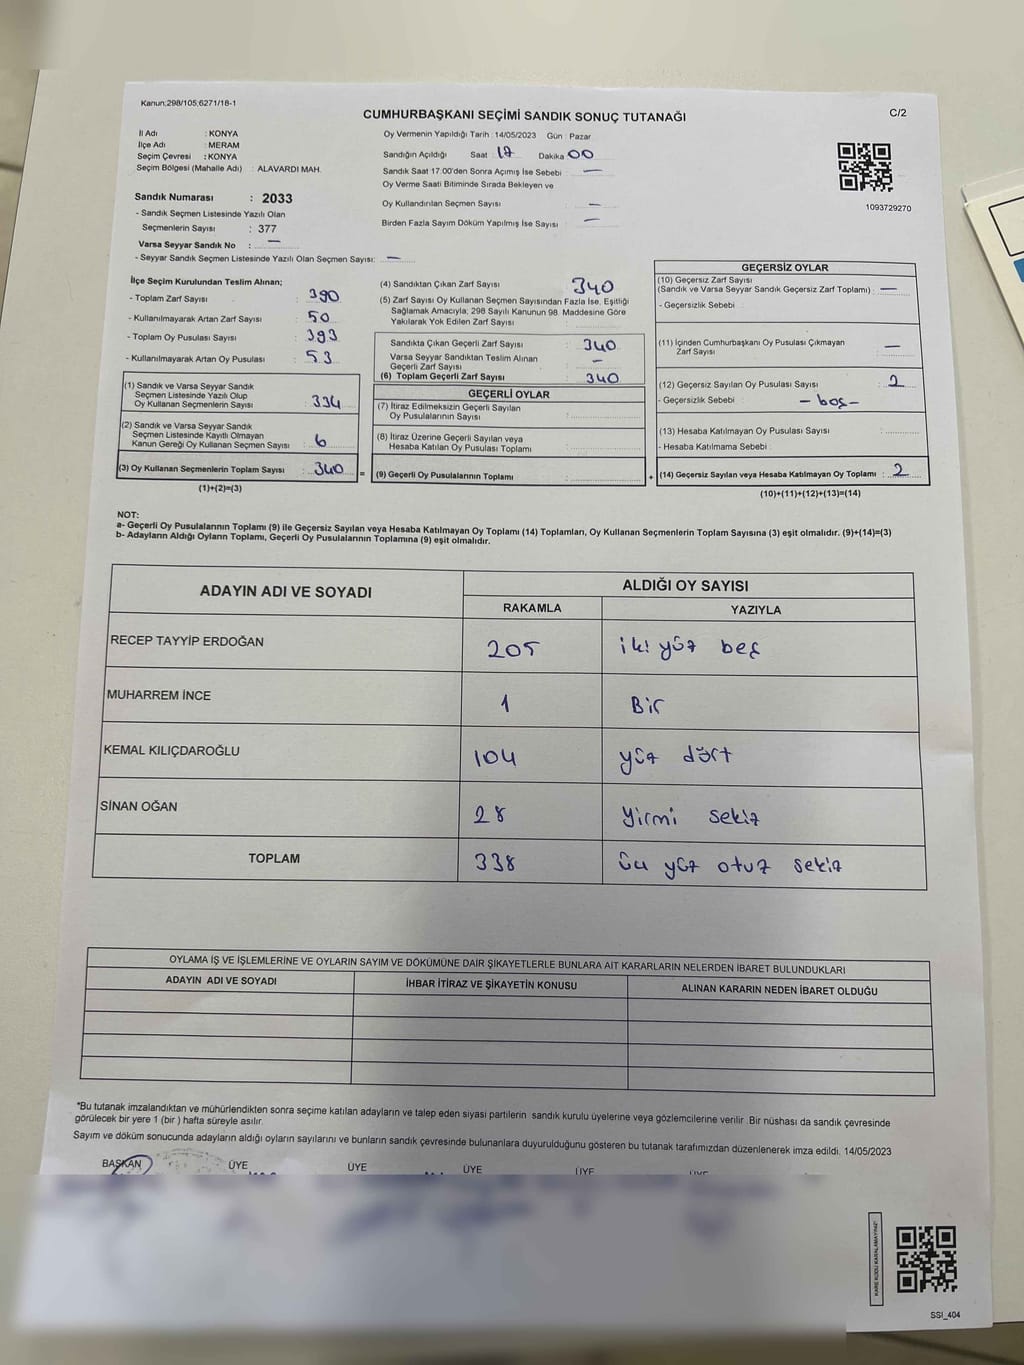 Kanun;298/105,6271/18-1
CUMHURBAŞKANI SEÇİMİ SANDIK SONUÇ TUTANAĞI
C/2
İl Adı : KONYA
İlçe Adı : MERAM
Seçim Çevresi : KONYA
Seçim Bölgesi (Mahalle Adı) : ALAVARDI MAH.
Sandık Numarası : 2033
- Sandık Seçmen Listesinde Yazılı Olan
Seçmenlerin Sayısı : 377
Varsa Seyyar Sandık No : —
- Seyyar Sandık Seçmen Listesinde Yazılı Olan Seçmen Sayısı: —
Oy Vermenin Yapıldığı Tarih : 14/05/2023 Gün : Pazar
Sandığın Açıldığı Saat 17 Dakika 00
Sandık Saat 17.00'den Sonra Açımış İse Sebebi : —
Oy Verme Saati Bitiminde Sırada Bekleyen ve
Oy Kullandırılan Seçmen Sayısı : —
Birden Fazla Sayım Döküm Yapılmış İse Sayısı : —
1093729270
İlçe Seçim Kurulundan Teslim Alınan;
- Toplam Zarf Sayısı : 390
- Kullanılmayarak Artan Zarf Sayısı : 50
- Toplam Oy Pusulası Sayısı : 393
- Kullanılmayarak Artan Oy Pusulası : 53
(1) Sandık ve Varsa Seyyar Sandık
Seçmen Listesinde Yazılı Olup
Oy Kullanan Seçmenlerin Sayısı : 334
(2) Sandık ve Varsa Seyyar Sandık
Seçmen Listesinde Kayıtlı Olmayan
Kanun Gereği Oy Kullanan Seçmen Sayısı : 6
(3) Oy Kullanan Seçmenlerin Toplam Sayısı : 340
(1)+(2)=(3)
(4) Sandıktan Çıkan Zarf Sayısı : 340
(5) Zarf Sayısı Oy Kullanan Seçmen Sayısından Fazla İse, Eşitliği
Sağlamak Amacıyla; 298 Sayılı Kanunun 98. Maddesine Göre
Yakılarak Yok Edilen Zarf Sayısı :
Sandıkta Çıkan Geçerli Zarf Sayısı : 340
Varsa Seyyar Sandıktan Teslim Alınan
Geçerli Zarf Sayısı : —
(6) Toplam Geçerli Zarf Sayısı : 340
GEÇERLİ OYLAR
(7) İtiraz Edilmeksizin Geçerli Sayılan
Oy Pusulalarının Sayısı :
(8) İtiraz Üzerine Geçerli Sayılan veya
Hesaba Katılan Oy Pusulası Toplamı :
= (9) Geçerli Oy Pusulalarının Toplamı :
GEÇERSİZ OYLAR
(10) Geçersiz Zarf Sayısı
(Sandık ve Varsa Seyyar Sandık Geçersiz Zarf Toplamı) : —
- Geçersizlik Sebebi :
(11) İçinden Cumhurbaşkanı Oy Pusulası Çıkmayan
Zarf Sayısı : —
(12) Geçersiz Sayılan Oy Pusulası Sayısı : 2
- Geçersizlik Sebebi : - boş -
(13) Hesaba Katılmayan Oy Pusulası Sayısı :
- Hesaba Katılmama Sebebi :
+ (14) Geçersiz Sayılan veya Hesaba Katılmayan Oy Toplamı : 2
(10)+(11)+(12)+(13)=(14)
NOT:
a- Geçerli Oy Pusulalarının Toplamı (9) ile Geçersiz Sayılan veya Hesaba Katılmayan Oy Toplamı (14) Toplamları, Oy Kullanan Seçmenlerin Toplam Sayısına (3) eşit olmalıdır. (9)+(14)=(3)
b- Adayların Aldığı Oyların Toplamı, Geçerli Oy Pusulalarının Toplamına (9) eşit olmalıdır.
ADAYIN ADI VE SOYADI ALDIĞI OY SAYISI
RAKAMLA YAZIYLA
RECEP TAYYİP ERDOĞAN 205 iki yüz beş
MUHARREM İNCE 1 Bir
KEMAL KILIÇDAROĞLU 104 yüz dört
SİNAN OĞAN 28 Yirmi sekiz
TOPLAM 338 üç yüz otuz sekiz
OYLAMA İŞ VE İŞLEMLERİNE VE OYLARIN SAYIM VE DÖKÜMÜNE DAİR ŞİKAYETLERLE BUNLARA AİT KARARLARIN NELERDEN İBARET BULUNDUKLARI
ADAYIN ADI VE SOYADI İHBAR İTİRAZ VE ŞİKAYETİN KONUSU ALINAN KARARIN NEDEN İBARET OLDUĞU
*Bu tutanak imzalandıktan ve mühürlendikten sonra seçime katılan adayların ve talep eden siyasi partilerin sandık kurulu üyelerine veya gözlemcilerine verilir. Bir nüshası da sandık çevresinde
görülecek bir yere 1 (bir ) hafta süreyle asılır.
Sayım ve döküm sonucunda adayların aldığı oyların sayılarını ve bunların sandık çevresinde bulunanlara duyurulduğunu gösteren bu tutanak tarafımızdan düzenlenerek imza edildi. 14/05/2023
BAŞKAN ÜYE ÜYE ÜYE ÜYE ÜYE
KARE KODU KARALAMAYINIZ*
SSI_404